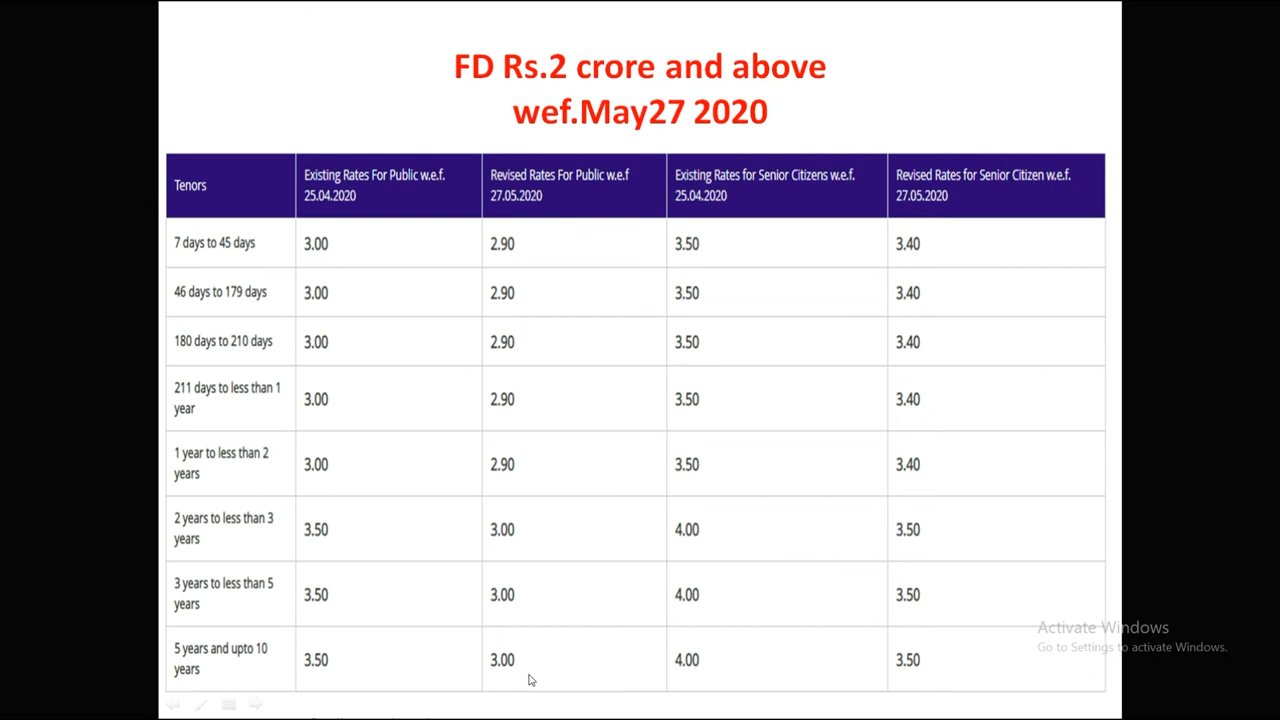 FD Rs.2 crore and above
wef.May27 2020
Tenors
Existing Rates For Public w.e.f.
25.04.2020
Revised Rates For Public w.e.f
27.05.2020
Existing Rates for Senior Citizens w.e.f.
25.04.2020
Revised Rates for Senior Citizen w.e.f.
27.05.2020
7 days to 45 days
3.00
2.90
3.50
3.40
46 days to 179 days
3.00
2.90
3.50
3.40
180 days to 210 days
3.00
2.90
3.50
3.40
211 days to less than 1
year
3.00
2.90
3.50
3.40
1 year to less than 2
years
3.00
2.90
3.50
3.40
2 years to less than 3
years
3.50
3.00
4.00
3.50
3 years to less than 5
years
3.50
3.00
4.00
3.50
5 years and upto 10
years
3.50
3.00
4.00
3.50
Activate Windows
Go to Settings to activate Windows.